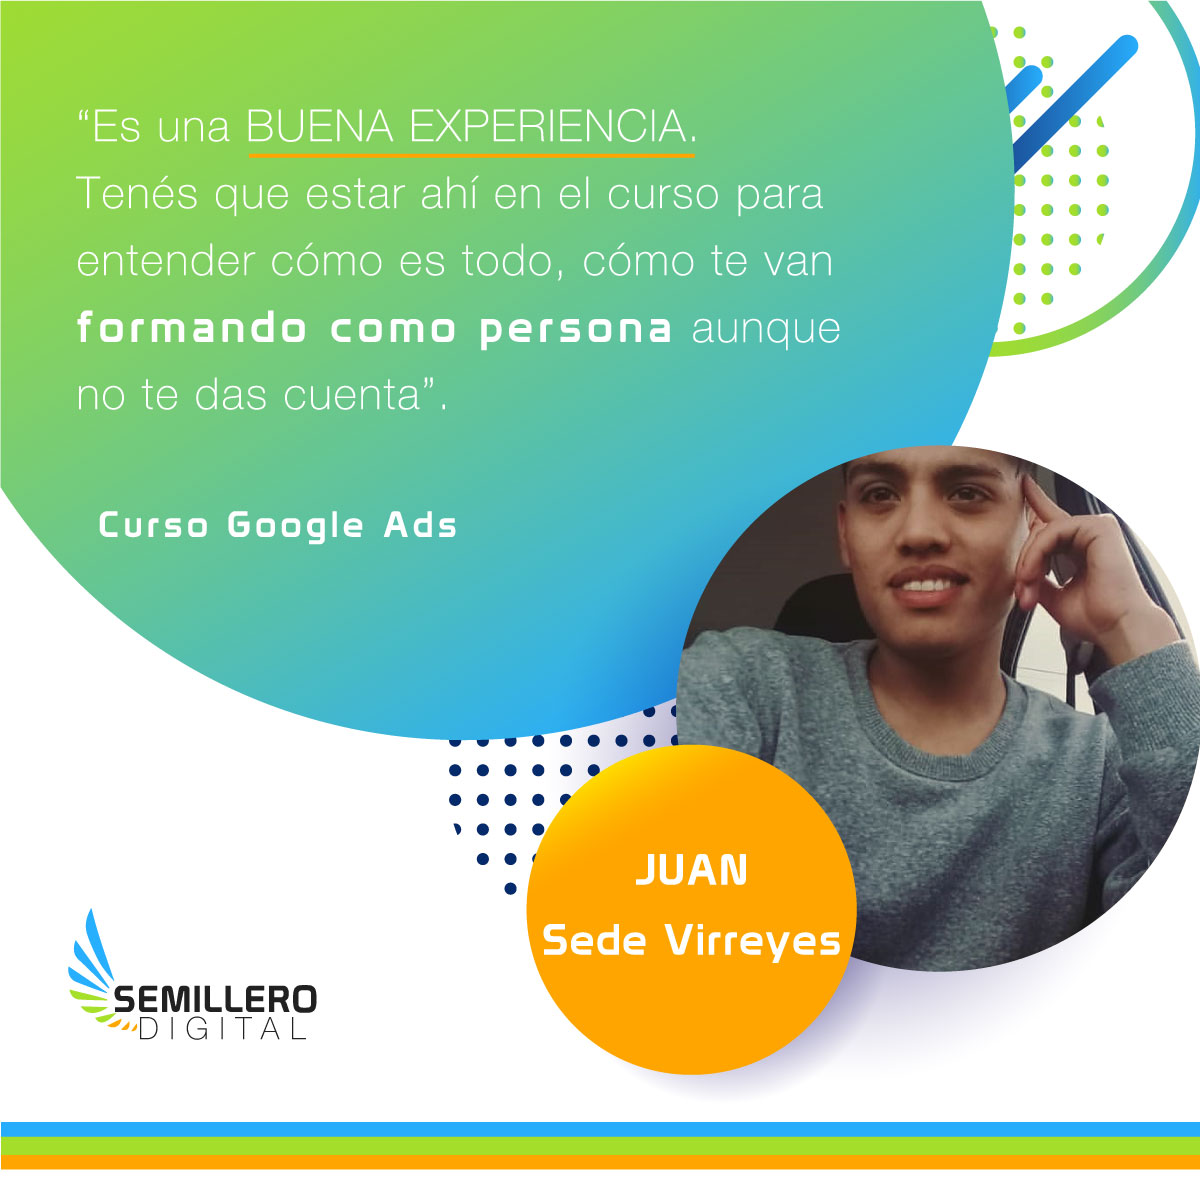 “Es una BUENA EXPERIENCIA.
Tenés que estar ahí en el curso para
entender cómo es todo, cómo te van
formando como persona aunque
no te das cuenta”.
Curso Google Ads
JUAN
Sede Virreyes
SEMILLERO
DIGITAL